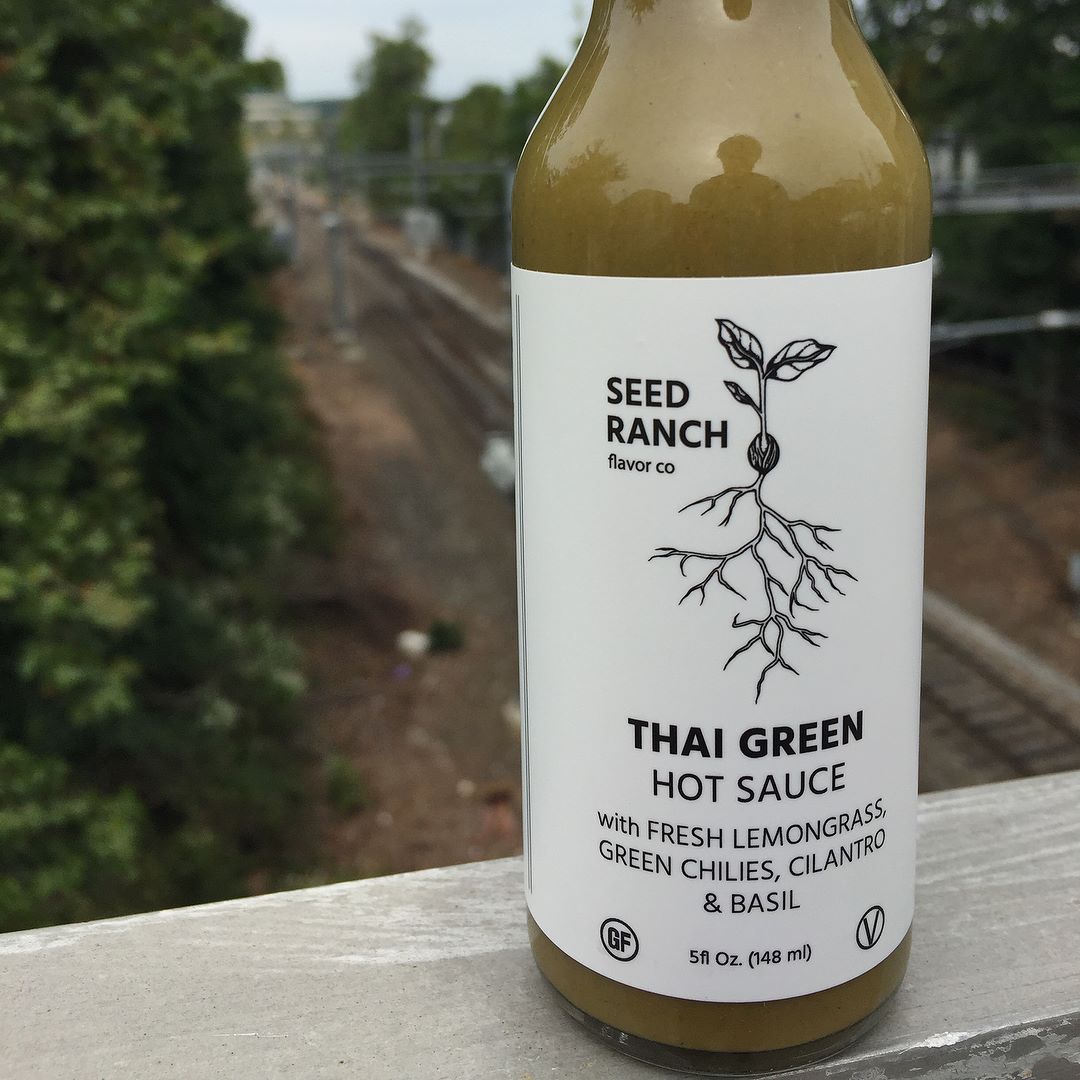 SEED
RANCH
flavor co
THAI GREEN
HOT SAUCE
with FRESH LEMONGRASS,
GREEN CHILIES, CILANTRO
& BASIL
GF
5fl Oz. (148 ml)
V